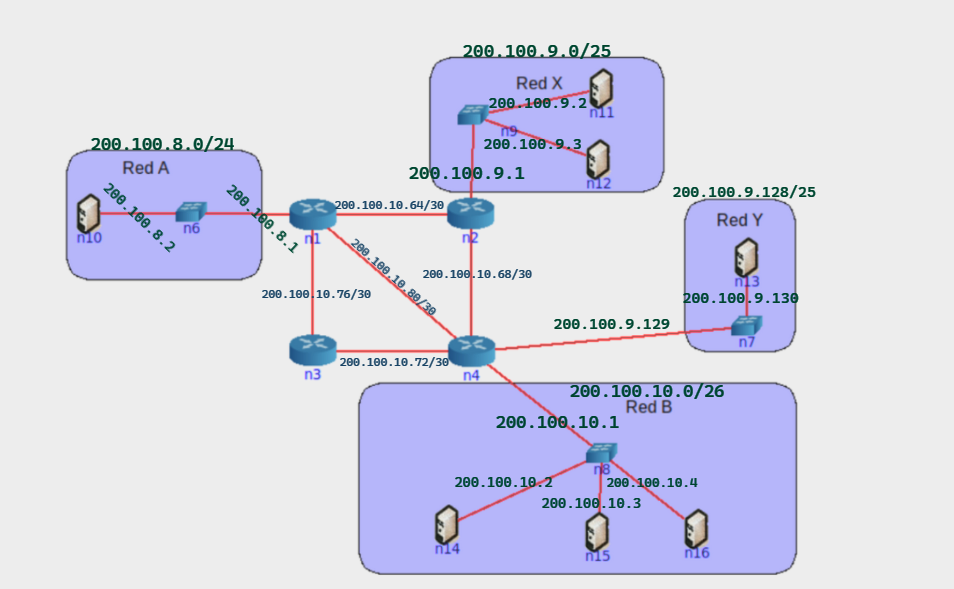 200.100.9.0/25
Red X
200.100.9.2
n11
n9
200.100.9.3
n12
200.100.9.1
200.100.8.0/24
Red A
200.100.8.2
200.100.8.1
n10
n6
n1
200.100.10.64/30
n2
200.100.9.128/25
Red Y
n13
200.100.9.130
n7
200.100.9.129
200.100.10.80/30
200.100.10.68/30
200.100.10.76/30
n3
200.100.10.72/30
n4
200.100.10.0/26
Red B
200.100.10.1
n8
200.100.10.2
200.100.10.4
200.100.10.3
n14
n15
n16